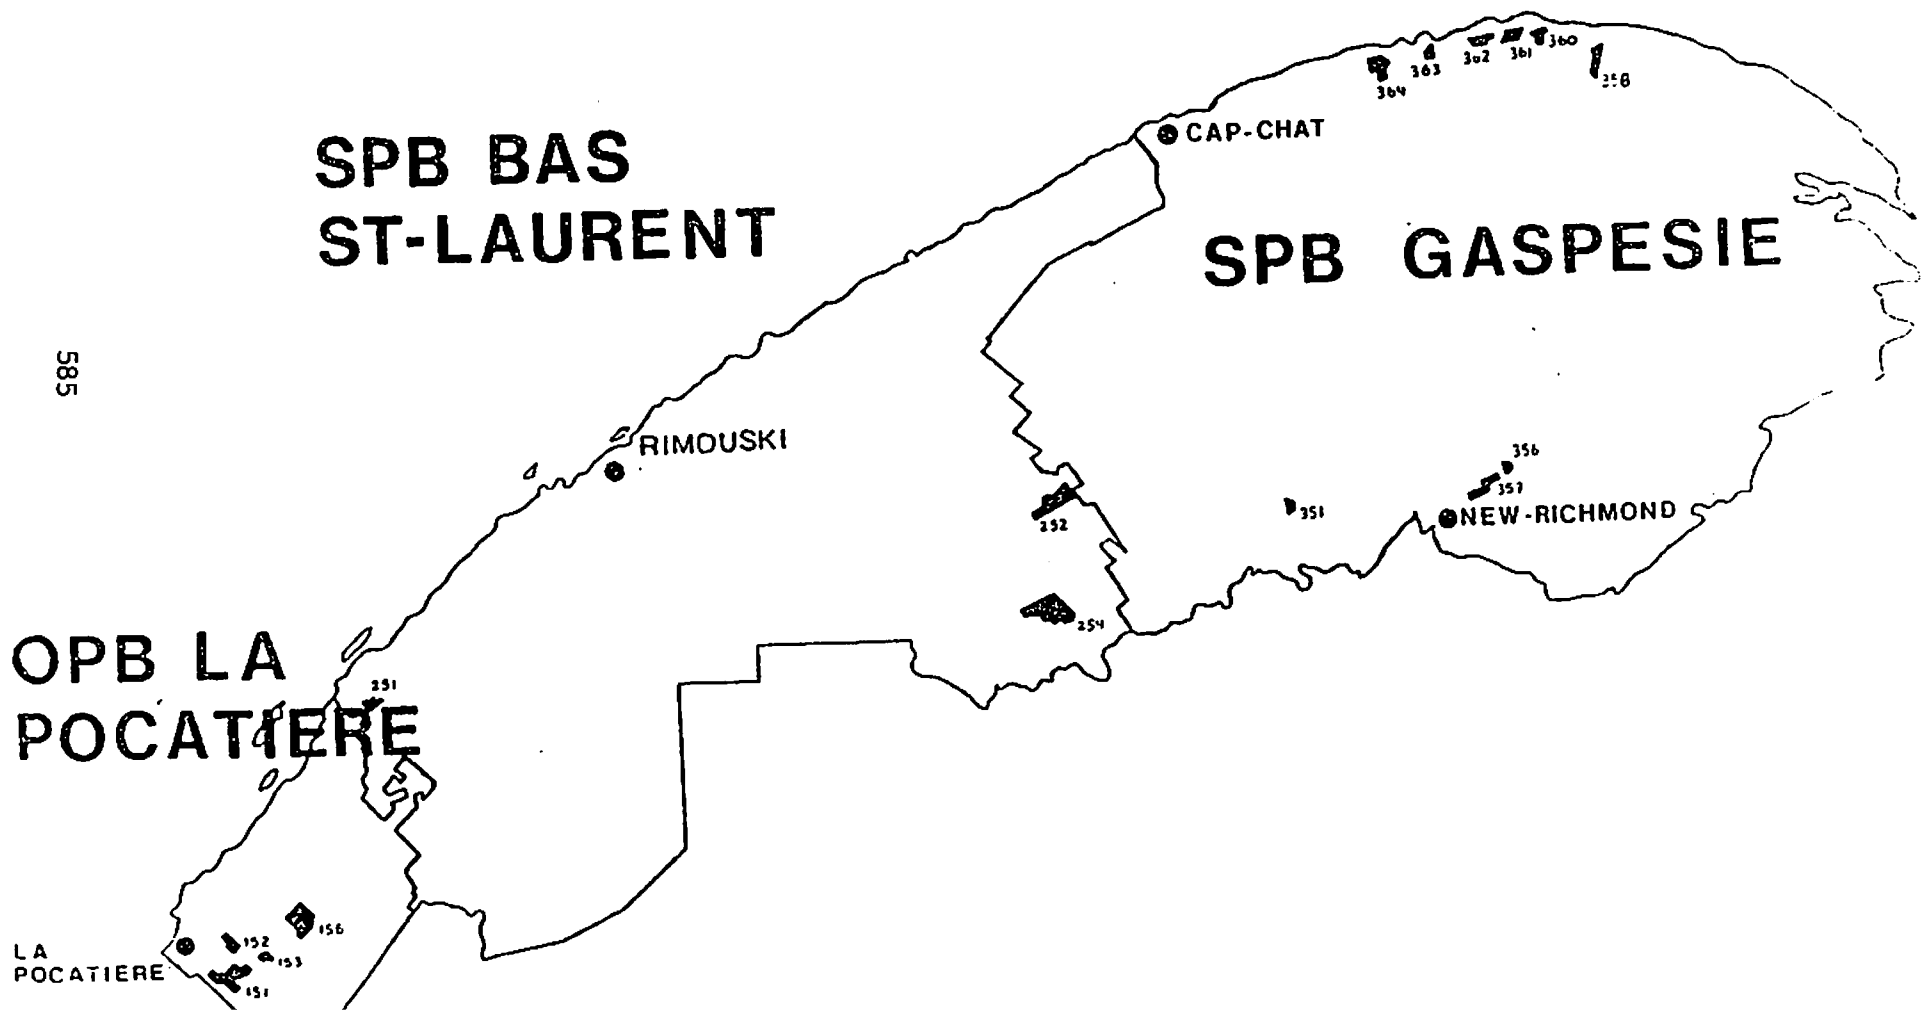 364
363
362
361
360
358
CAP-CHAT
SPB BAS
ST-LAURENT
SPB GASPESIE
585
RIMOUSKI
356
357
351
NEW-RICHMOND
252
254
OPB LA
POCATIERE
251
156
152
153
151
LA
POCATIERE